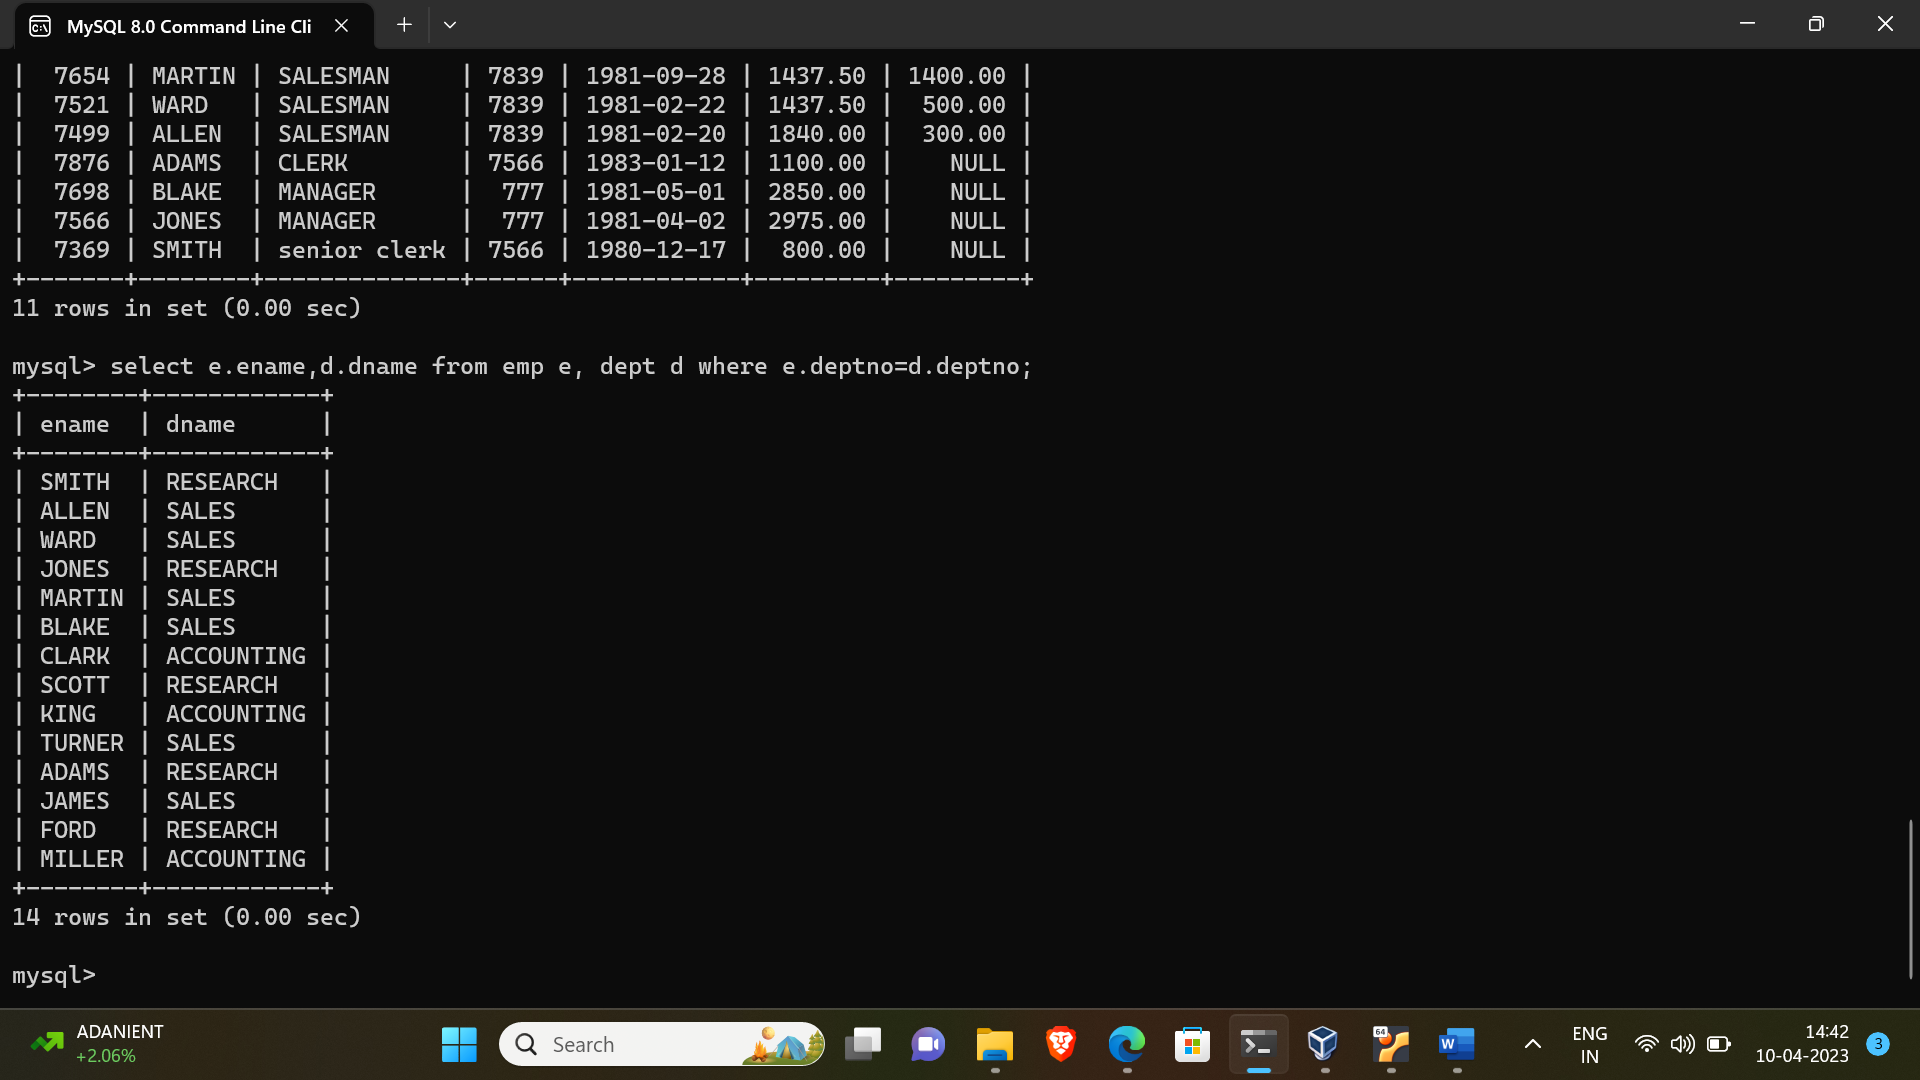 MySQL 8.0 Command Line Cli
|  7654 | MARTIN | SALESMAN     | 7839 | 1981-09-28 | 1437.50 | 1400.00 |
|  7521 | WARD   | SALESMAN     | 7839 | 1981-02-22 | 1437.50 |  500.00 |
|  7499 | ALLEN  | SALESMAN     | 7839 | 1981-02-20 | 1840.00 |  300.00 |
|  7876 | ADAMS  | CLERK        | 7566 | 1983-01-12 | 1100.00 |    NULL |
|  7698 | BLAKE  | MANAGER      |  777 | 1981-05-01 | 2850.00 |    NULL |
|  7566 | JONES  | MANAGER      |  777 | 1981-04-02 | 2975.00 |    NULL |
|  7369 | SMITH  | senior clerk | 7566 | 1980-12-17 |  800.00 |    NULL |
+-------+--------+--------------+------+------------+---------+---------+
11 rows in set (0.00 sec)
mysql> select e.ename,d.dname from emp e, dept d where e.deptno=d.deptno;
+--------+------------+
| ename  | dname      |
+--------+------------+
| SMITH  | RESEARCH   |
| ALLEN  | SALES      |
| WARD   | SALES      |
| JONES  | RESEARCH   |
| MARTIN | SALES      |
| BLAKE  | SALES      |
| CLARK  | ACCOUNTING |
| SCOTT  | RESEARCH   |
| KING   | ACCOUNTING |
| TURNER | SALES      |
| ADAMS  | RESEARCH   |
| JAMES  | SALES      |
| FORD   | RESEARCH   |
| MILLER | ACCOUNTING |
+--------+------------+
14 rows in set (0.00 sec)
mysql>
ADANIENT
+2.06%
Search
64
W
ENG
IN
14:42
10-04-2023
3